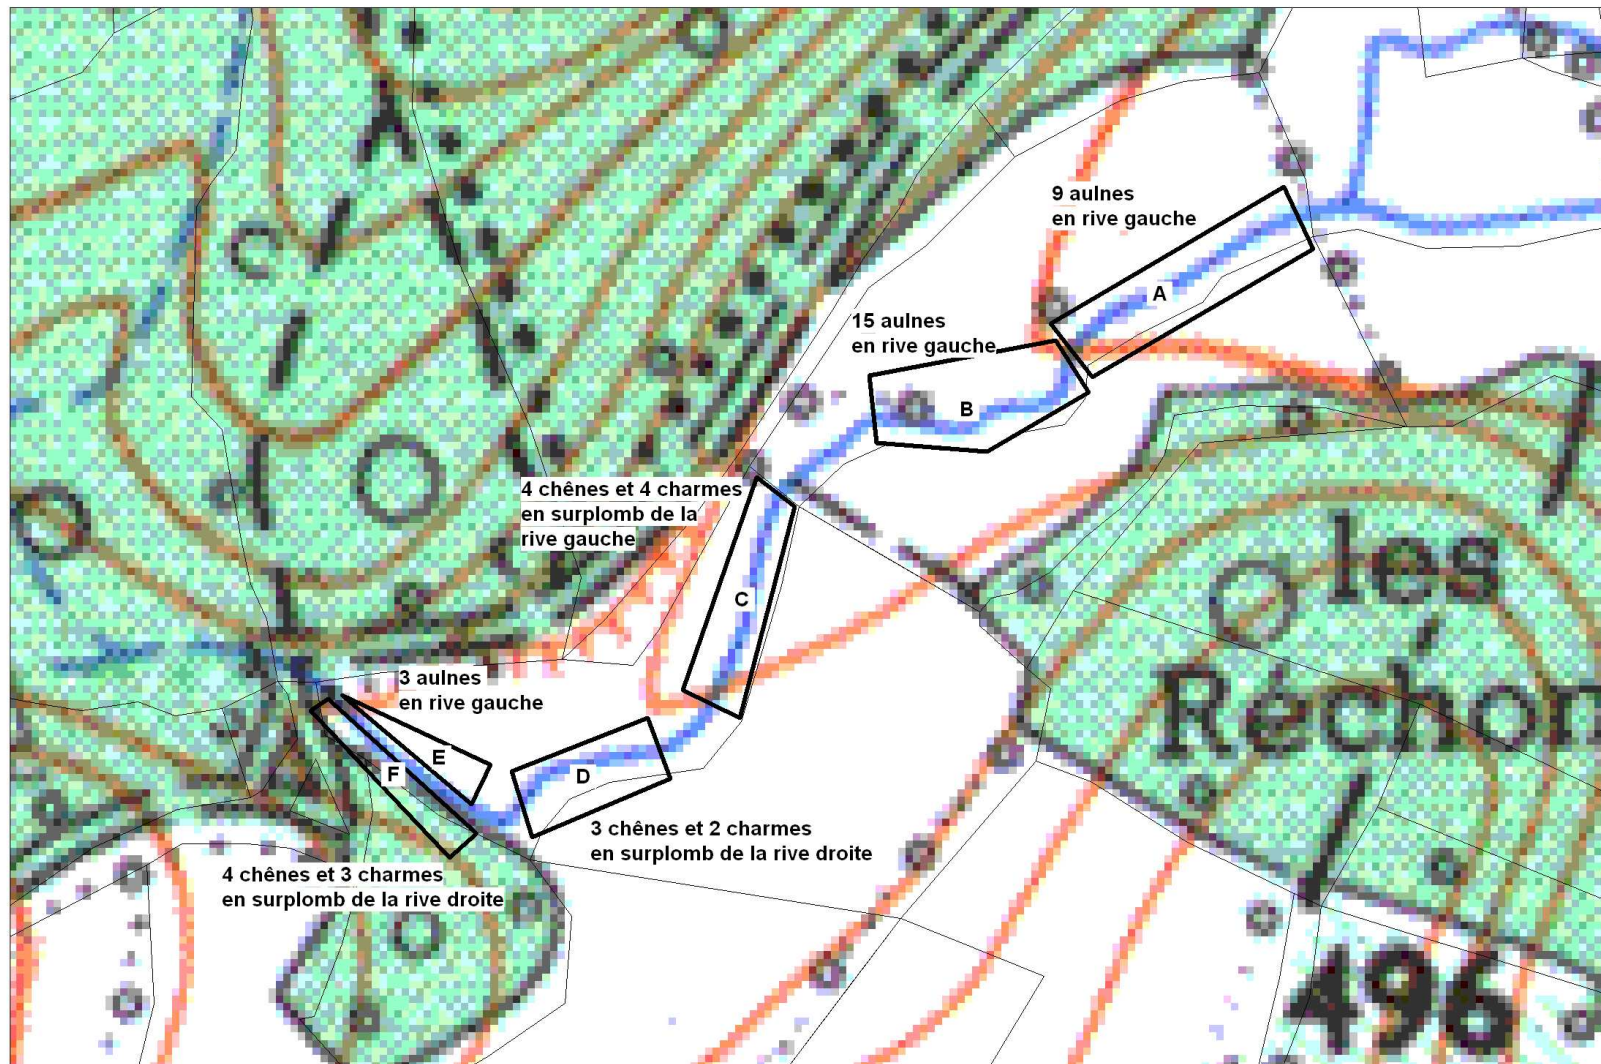 9 aulnes
en rive gauche
A
15 aulnes
en rive gauche
B
4 chênes et 4 charmes
en surplomb de la
rive gauche
C
les
Rechon
3 aulnes
en rive gauche
E
F
D
3 chênes et 2 charmes
en surplomb de la rive droite
4 chênes et 3 charmes
en surplomb de la rive droite
496